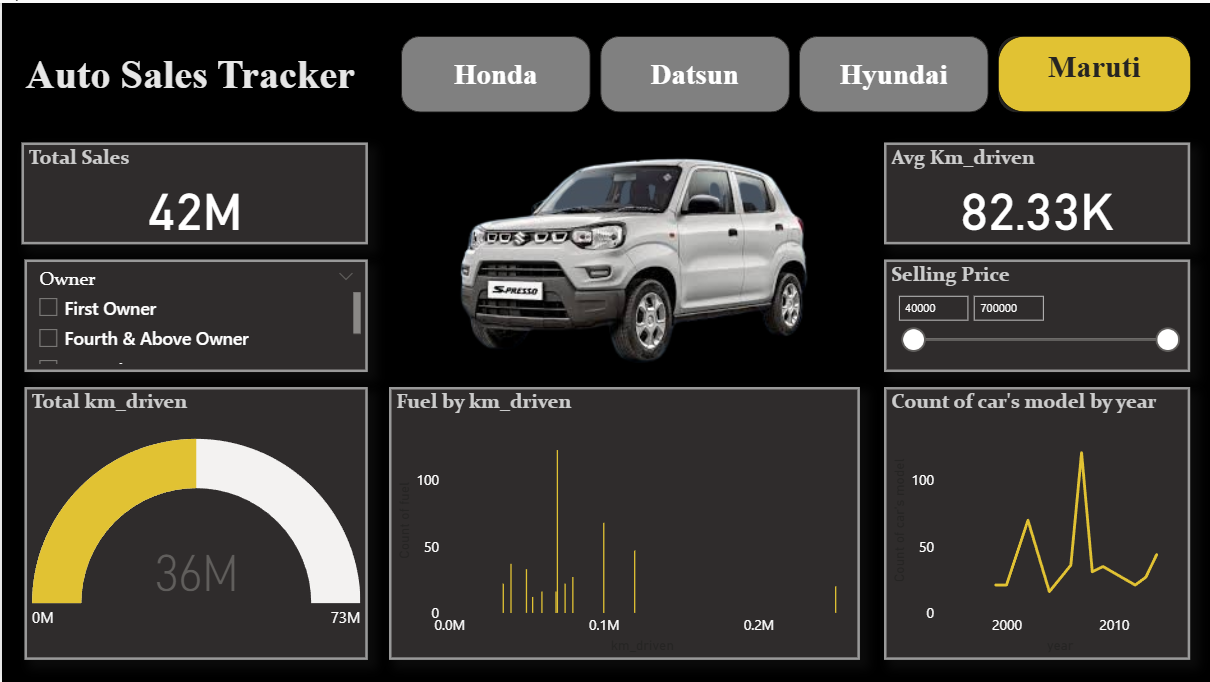 Auto Sales Tracker
Honda
Datsun
Hyundai
Maruti
Total Sales
42M
Avg Km_driven
82.33K
Owner
First Owner
Fourth & Above Owner
S-PRESSO
Selling Price
40000
700000
Total km_driven
36M
0M
73M
Fuel by km_driven
Count of fuel
100
50
0
0.0M
0.1M
0.2M
km_driven
Count of car's model by year
Count of car's model
100
50
0
2000
2010
year